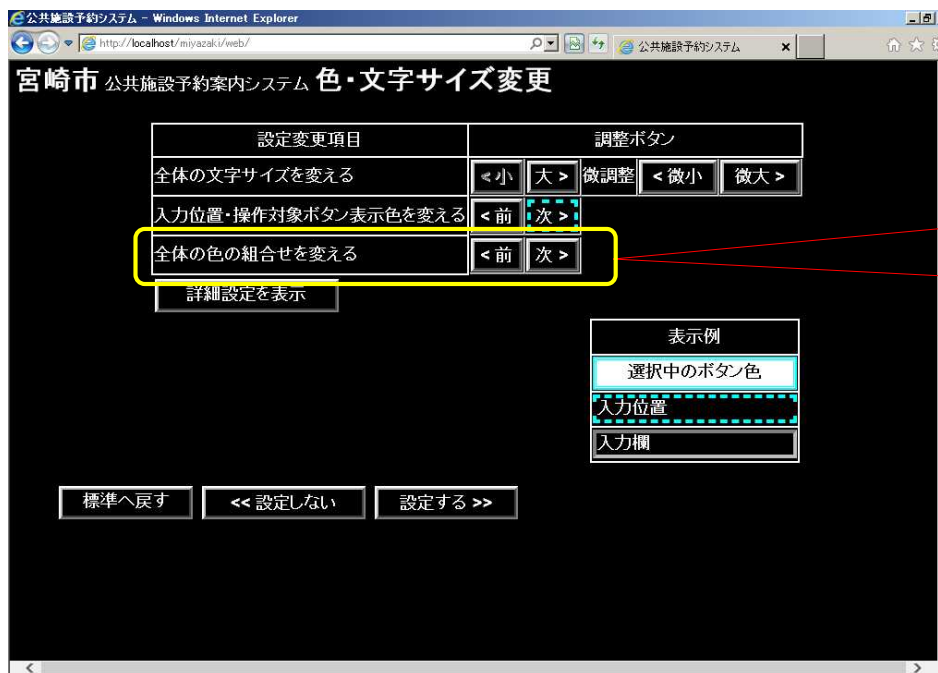 公共施設予約システム - Windows Internet Explorer
http://localhost/miyazaki/web/
公共施設予約システム
宮崎市 公共施設予約案内システム 色・文字サイズ変更
設定変更項目 調整ボタン
全体の文字サイズを変える <小 大> 微調整 <微小 微大>
入力位置・操作対象ボタン表示色を変える <前 次>
全体の色の組合せを変える <前 次>
詳細設定を表示
表示例
選択中のボタン色
入力位置
入力欄
標準へ戻す << 設定しない 設定する >>